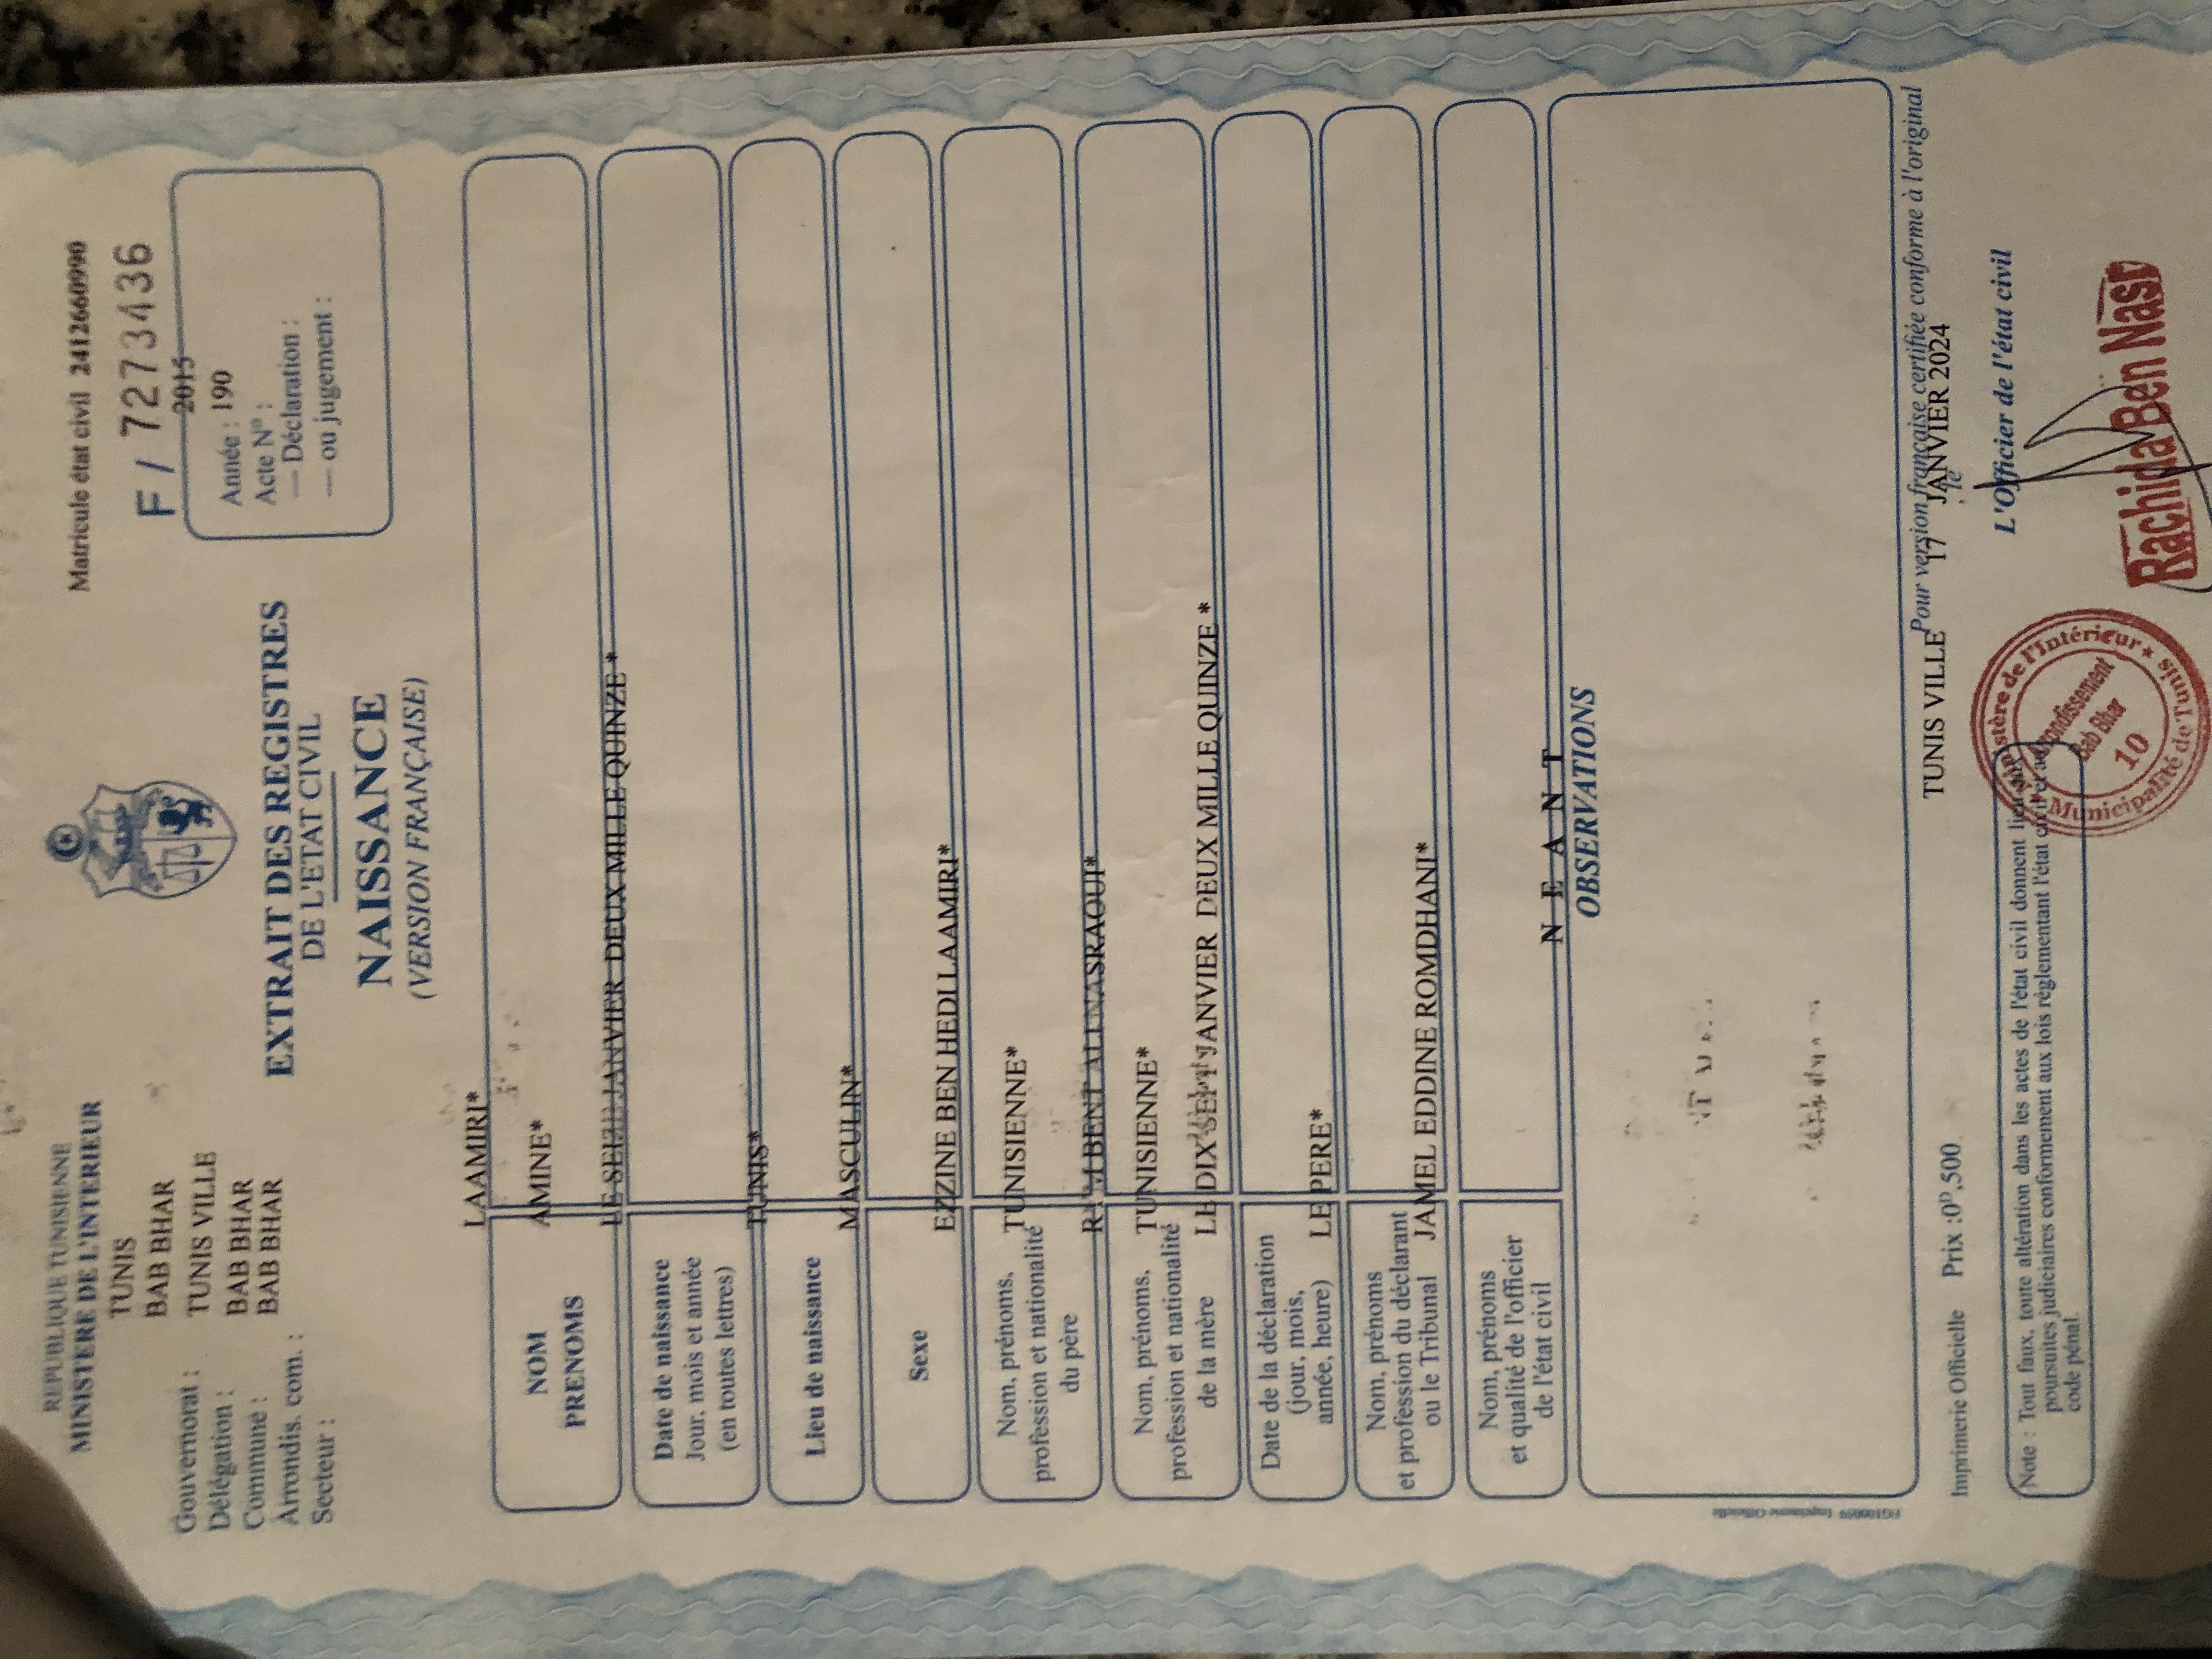 REPUBLIQUE TUNISIENNE
MINISTERE DE L'INTERIEUR
TUNIS
BAB BHAR
Gouvernorat :
Délégation : TUNIS VILLE
Commune : BAB BHAR
Arrondis. com. : BAB BHAR
Secteur :
Matricule état civil 2412660990
F / 7273436
2015
Année : 190
Acte N° :
— Déclaration :
— ou jugement :
EXTRAIT DES REGISTRES
DE L'ETAT CIVIL
NAISSANCE
(VERSION FRANÇAISE)
LAAMIRI*
NOM
AMINE*
PRENOMS
LE SEIZE JANVIER DEUX MILLE QUINZE *
Date de naissance
Jour, mois et année
(en toutes lettres)
TUNIS*
Lieu de naissance
MASCULIN*
Sexe
EZZINE BEN HEDI LAAMIRI*
Nom, prénoms,
TUNISIENNE*
profession et nationalité
du père
BENT ALI NASRAOUI*
Nom, prénoms,
TUNISIENNE*
profession et nationalité
de la mère
LE DIX SEPT JANVIER DEUX MILLE QUINZE *
Date de la déclaration
(jour, mois,
année, heure)
LE PERE*
Nom, prénoms
et profession du déclarant
ou le Tribunal
JAMEL EDDINE ROMDHANI*
Nom, prénoms
et qualité de l'officier
de l'état civil
N E A N T
OBSERVATIONS
Pour version française certifiée conforme à l'original
TUNIS VILLE le 17 JANVIER 2024
Imprimerie Officielle Prix :0ᴰ,500
L'Officier de l'état civil
Note : Tout faux, toute altération dans les actes de l'état civil donnent lieu aux
poursuites judiciaires conformement aux lois réglementant l'état civil et au
code pénal.
Ministère de l'Intérieur
Municipalité de Tunis
Arrondissement
Bab Bhar
10
Rachida Ben Nasr